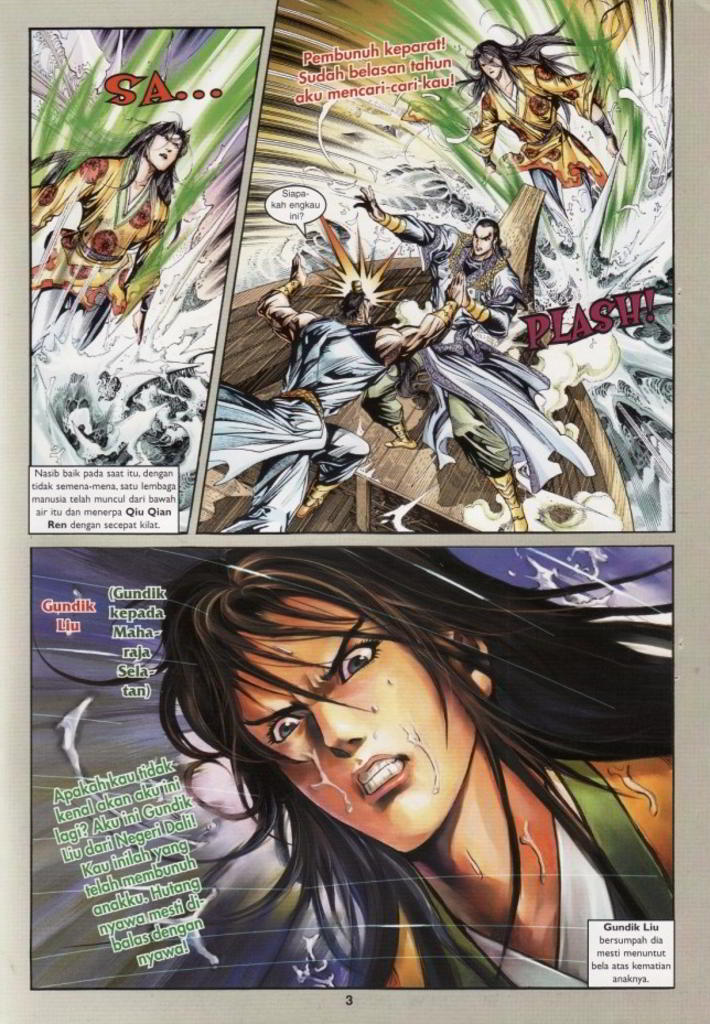 SA...
Nasib baik pada saat itu, dengan
tidak semena-mena, satu lembaga
manusia telah muncul dari bawah
air itu dan menerpa Qiu Qian
Ren dengan secepat kilat.
Pembunuh keparat!
Sudah belasan tahun
aku mencari-cari kau!
Siapa-
kah engkau
ini?
PLASH!
Gundik
Liu
(Gundik
kepada
Maha-
raja
Sela-
tan)
Apakah kau tidak
kenal akan aku ini
lagi? Aku ini Gundik
Liu dari Negeri Dali!
Kau inilah yang
telah membunuh
anakku. Hutang
nyawa mesti di-
balas dengan
nyawa!
Gundik Liu
bersumpah dia
mesti menuntut
bela atas kematian
anaknya.
3